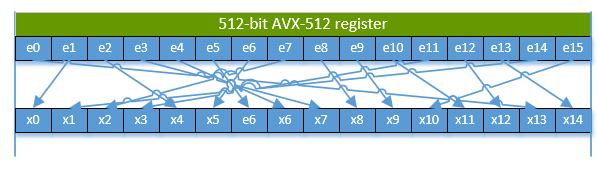 512-bit AVX-512 register
e0 e1 e2 e3 e4 e5 e6 e7 e8 e9 e10 e11 e12 e13 e14 e15
x0 x1 x2 x3 x4 x5 e6 x6 x7 x8 x9 x10 x11 x12 x13 x14